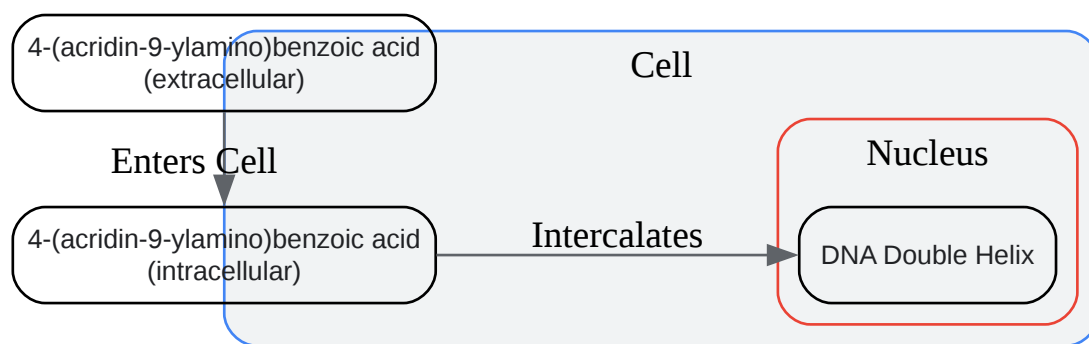 4-(acridin-9-ylamino)benzoic acid
(extracellular)
Cell
Enters Cell
Nucleus
4-(acridin-9-ylamino)benzoic acid
(intracellular)
Intercalates
DNA Double Helix